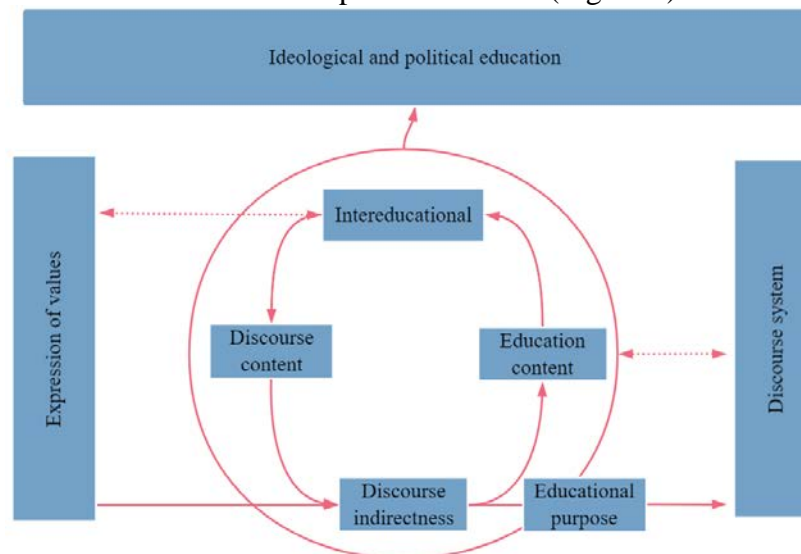 Ideological and political education
Expression of values
Intereducational
Discourse
content
Education
content
Discourse system
Discourse
indirectness
Educational
purpose